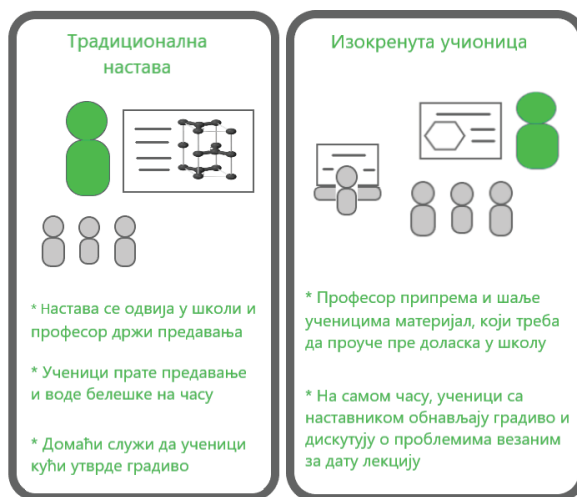 Традиционална
настава
* Настава се одвија у школи и
професор држи предавања
* Ученици прате предавање
и воде белешке на часу
* Домаћи служи да ученици
кући утврде градиво
Изокренута учионица
* Професор припрема и шаље
ученицима материјал, који треба
да проуче пре доласка у школу
* На самом часу, ученици са
наставником обнављају градиво и
дискутују о проблемима везаним
за дату лекцију